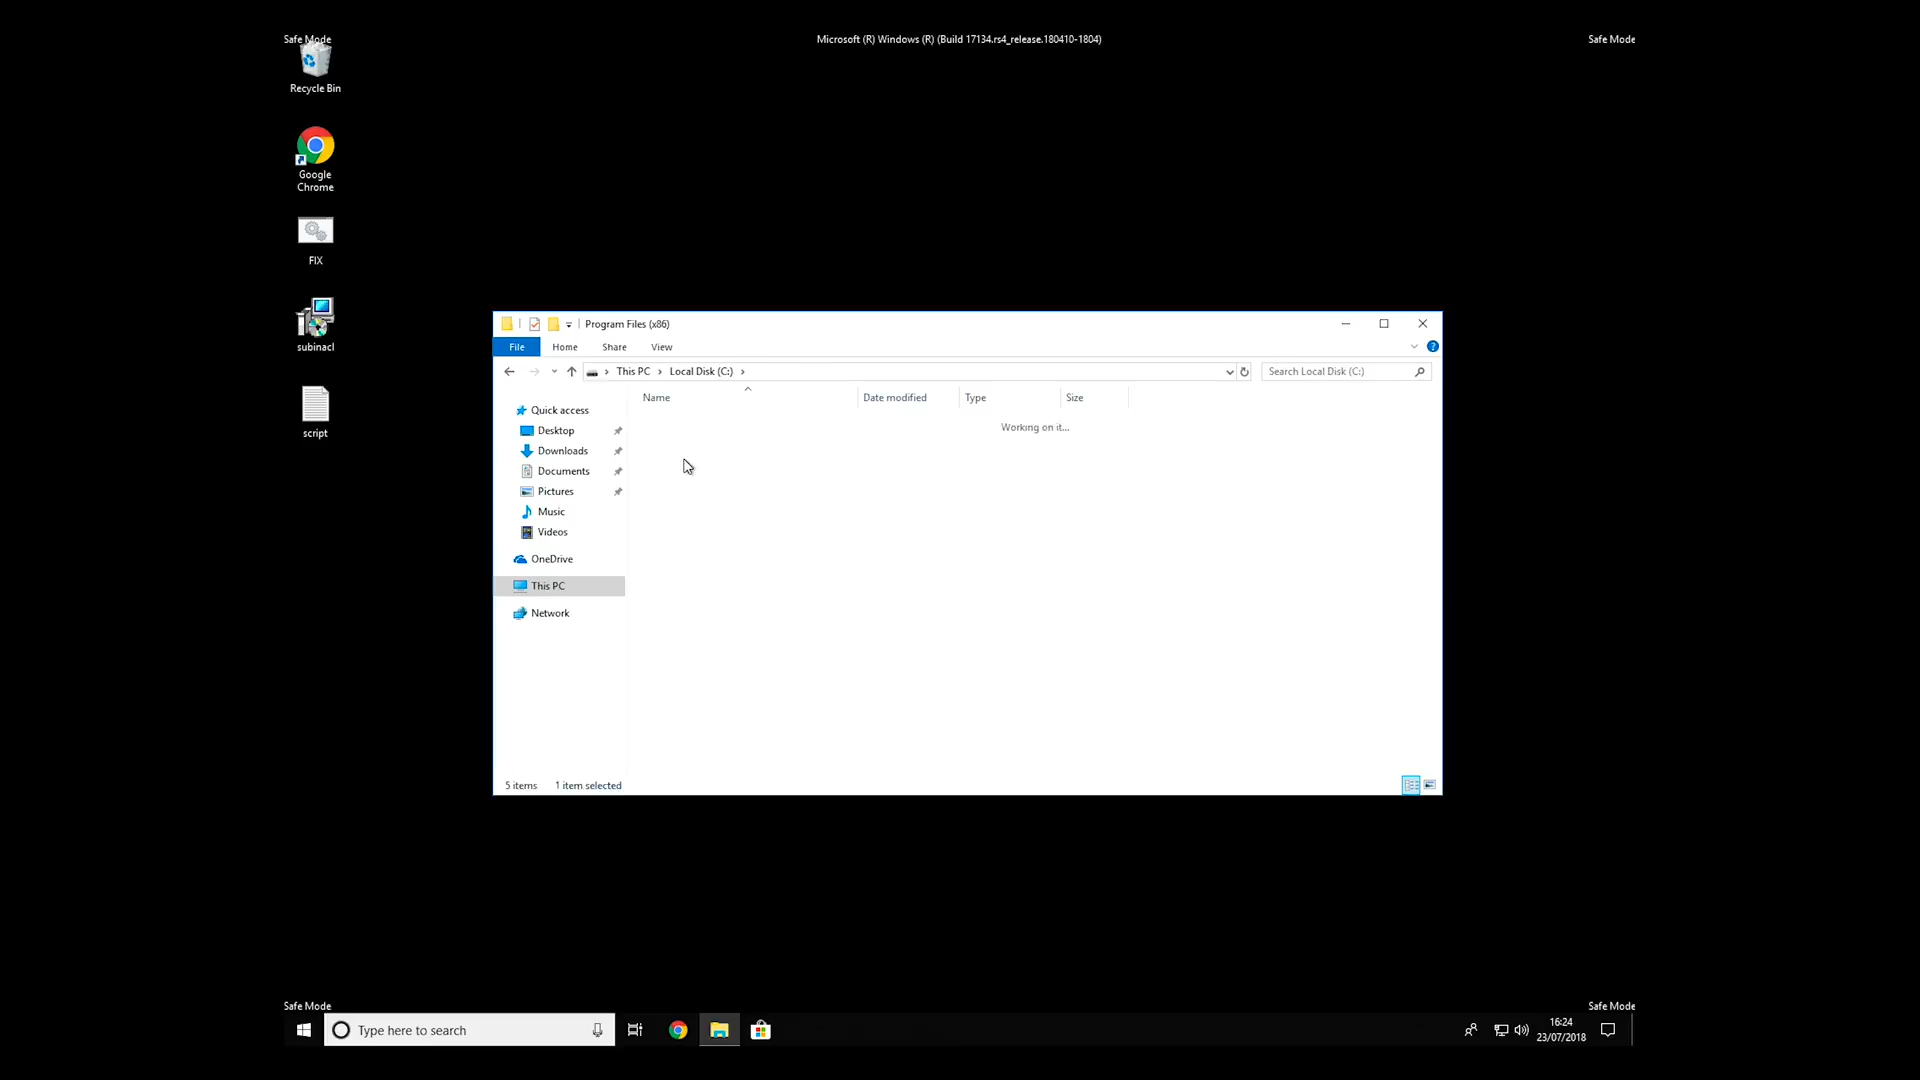 Safe Mode
Microsoft (R) Windows (R) (Build 17134.rs4_release.180410-1804)
Safe Mode
Recycle Bin
Google
Chrome
FIX
subinacl
script
Program Files (x86)
File Home Share View
This PC Local Disk (C:)
Search Local Disk (C:)
Name Date modified Type Size
Working on it...
Quick access
Desktop
Downloads
Documents
Pictures
Music
Videos
OneDrive
This PC
Network
5 items 1 item selected
Safe Mode
Safe Mode
Type here to search
16:24
23/07/2018